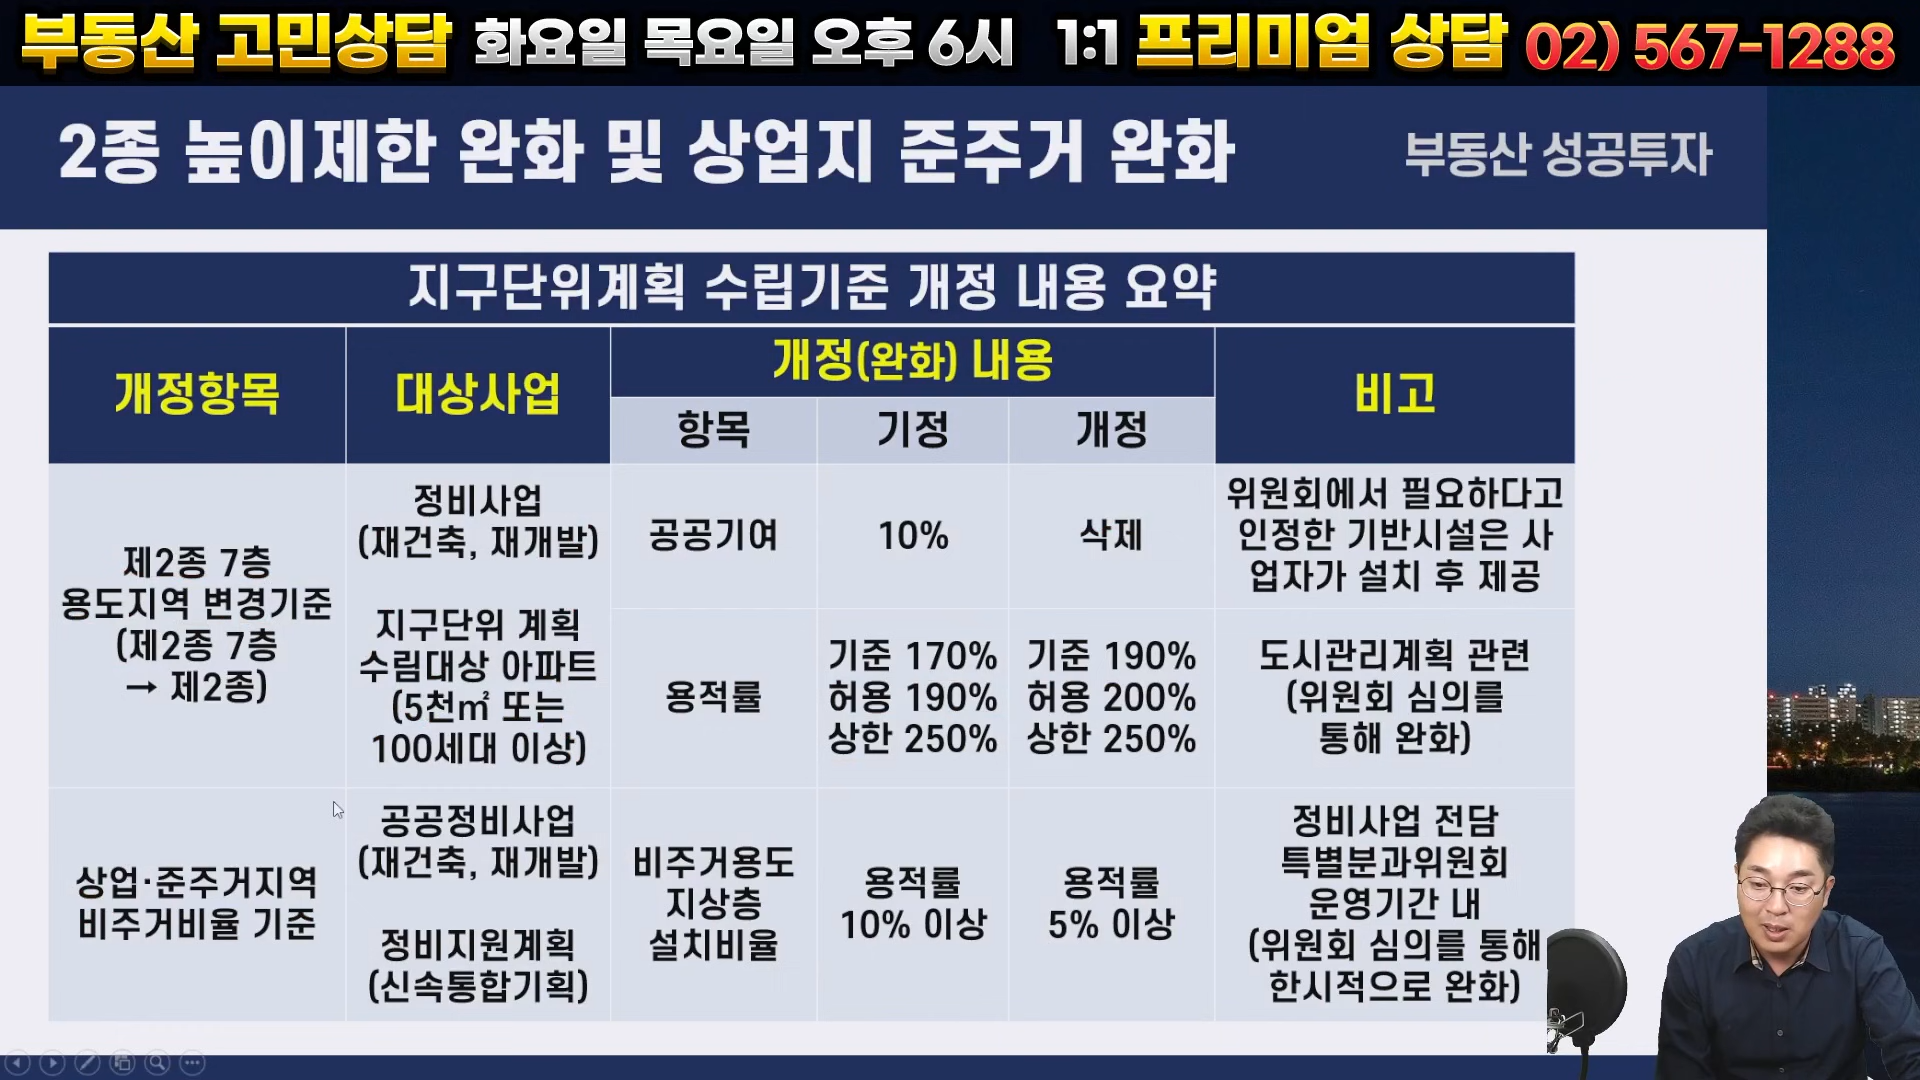 부동산 고민상담 화요일 목요일 오후 6시 1:1 프리미엄 상담 02) 567-1288
2종 높이제한 완화 및 상업지 준주거 완화
부동산 성공투자
지구단위계획 수립기준 개정 내용 요약
개정항목
대상사업
개정(완화) 내용
비고
항목
기정
개정
제2종 7층
용도지역 변경기준
(제2종 7층
→ 제2종)
정비사업
(재건축, 재개발)
지구단위 계획
수림대상 아파트
(5천㎡ 또는
100세대 이상)
공공기여
10%
삭제
위원회에서 필요하다고
인정한 기반시설은 사
업자가 설치 후 제공
용적률
기준 170%
허용 190%
상한 250%
기준 190%
허용 200%
상한 250%
도시관리계획 관련
(위원회 심의를
통해 완화)
상업·준주거지역
비주거비율 기준
공공정비사업
(재건축, 재개발)
정비지원계획
(신속통합기획)
비주거용도
지상층
설치비율
용적률
10% 이상
용적률
5% 이상
정비사업 전담
특별분과위원회
운영기간 내
(위원회 심의를 통해
한시적으로 완화)